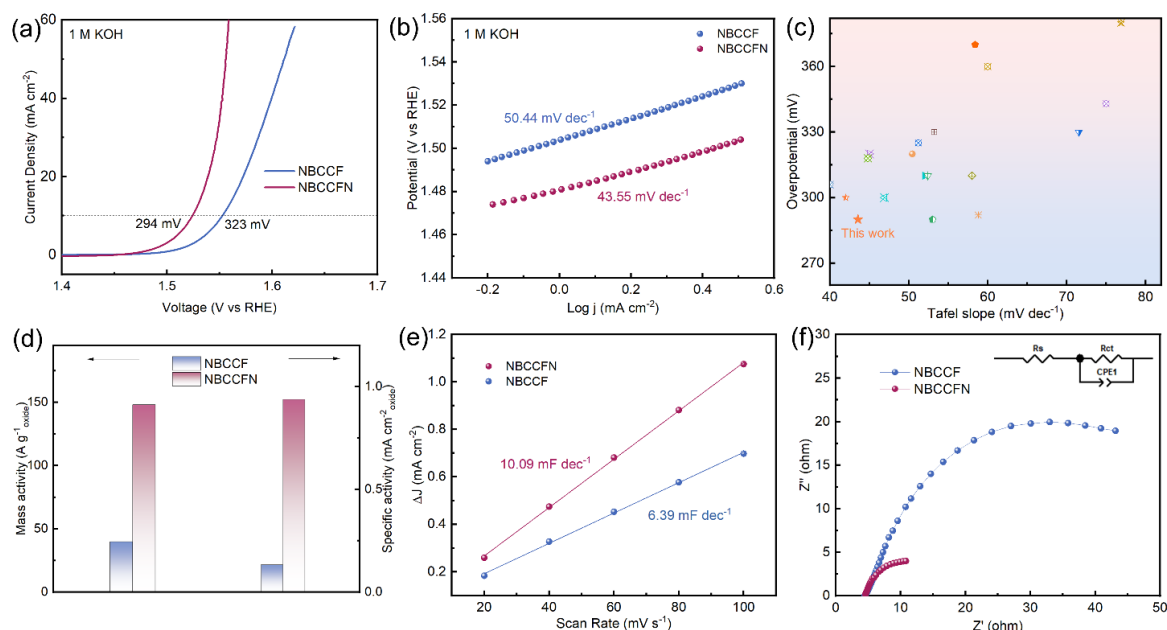 (a)
1 M KOH
60
50
40
30
20
10
0
Current Density (mA cm⁻²)
NBCCF
NBCCFN
294 mV
323 mV
1.4
1.5
1.6
1.7
Voltage (V vs RHE)
(b)
1 M KOH
NBCCF
NBCCFN
1.56
1.52
1.50
1.48
1.46
1.44
Potential (V vs RHE)
50.44 mV dec⁻¹
43.55 mV dec⁻¹
-0.2
0.0
0.2
0.4
0.6
Log j (mA cm⁻²)
(c)
360
330
300
270
Overpotential (mV)
This work
40
50
60
70
80
Tafel slope (mV dec⁻¹)
(d)
NBCCF
NBCCFN
150
100
50
0
Mass activity (A g⁻¹oxide)
1.0
0.5
0.0
Specific activity (mA cm⁻²oxide)
(e)
NBCCFN
NBCCF
1.4
1.2
1.0
0.8
0.6
0.4
0.2
ΔJ (mA cm⁻²)
10.09 mF dec⁻¹
6.39 mF dec⁻¹
20
40
60
80
100
Scan Rate (mV s⁻¹)
(f)
Rs
Rct
CPE1
NBCCF
NBCCFN
30
25
20
15
10
5
0
Z'' (ohm)
0
10
20
30
40
50
Z' (ohm)